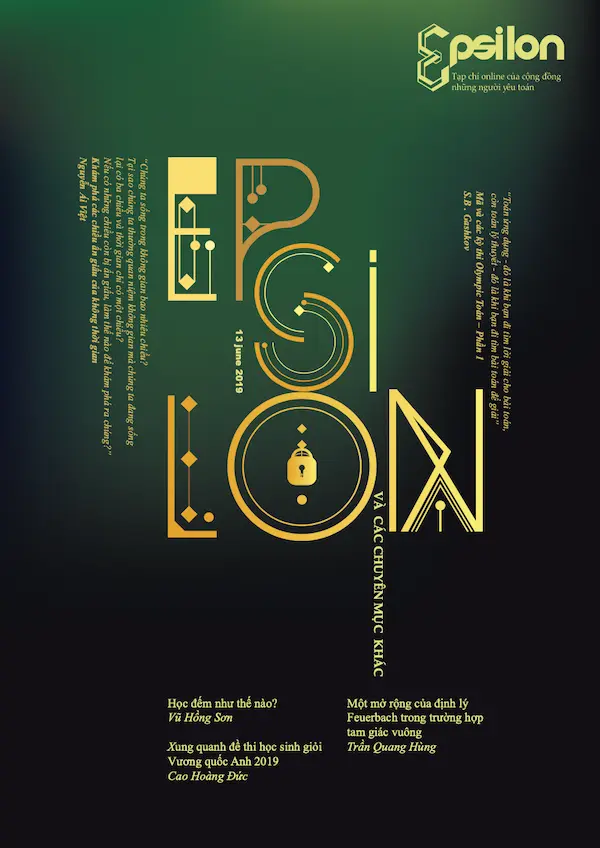 Epsilon
Tạp chí online của cộng đồng
những người yêu toán
"Chúng ta sống trong không gian bao nhiêu chiều?
Tại sao chúng ta thường quan niệm không gian mà chúng ta đang sống
lại có ba chiều và thời gian chỉ có một chiều?
Nếu có những chiều còn bị ẩn giấu, làm thế nào để khám phá ra chúng?"
Khám phá các chiều ẩn giấu của không thời gian
Nguyễn Ái Việt
EPSILON
13 june 2019
"Toán ứng dụng - đó là khi bạn đi tìm lời giải cho bài toán,
còn toán lý thuyết - đó là khi bạn đi tìm bài toán để giải"
Mã và các kỳ thi Olympic Toán – Phần 1
S.B . Gashkov
VÀ CÁC CHUYÊN MỤC KHÁC
Học đếm như thế nào?
Vũ Hồng Sơn
Xung quanh đề thi học sinh giỏi
Vương quốc Anh 2019
Cao Hoàng Đức
Một mở rộng của định lý
Feuerbach trong trường hợp
tam giác vuông
Trần Quang Hùng